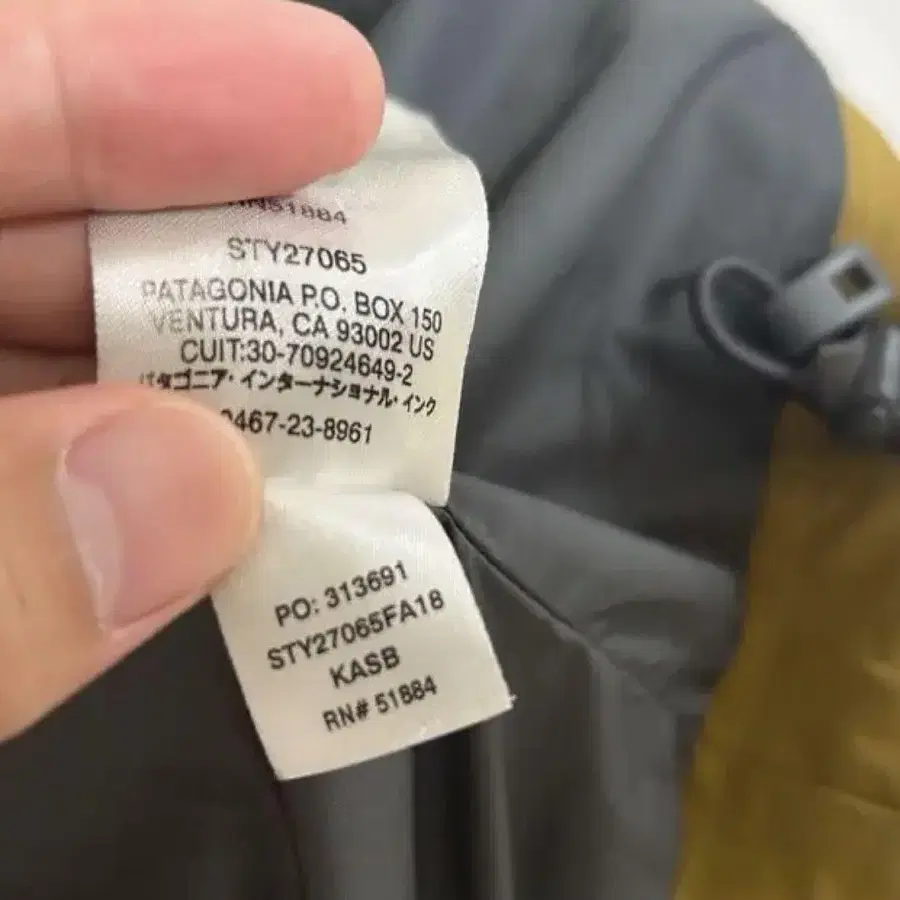 RN51884
STY27065
PATAGONIA P.O. BOX 150
VENTURA, CA 93002 US
CUIT:30-70924649-2
パタゴニア・インターナショナル・インク
0467-23-8961
PO: 313691
STY27065FA18
KASB
RN# 51884